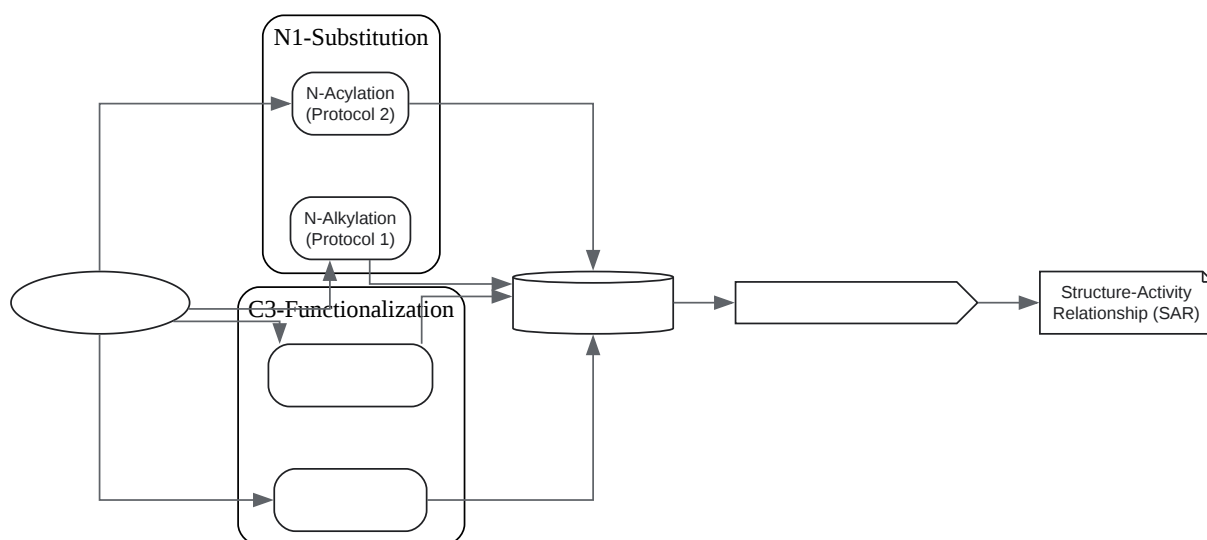 N1-Substitution
N-Acylation
(Protocol 2)
N-Alkylation
(Protocol 1)
C3-Functionalization
Structure-Activity
Relationship (SAR)